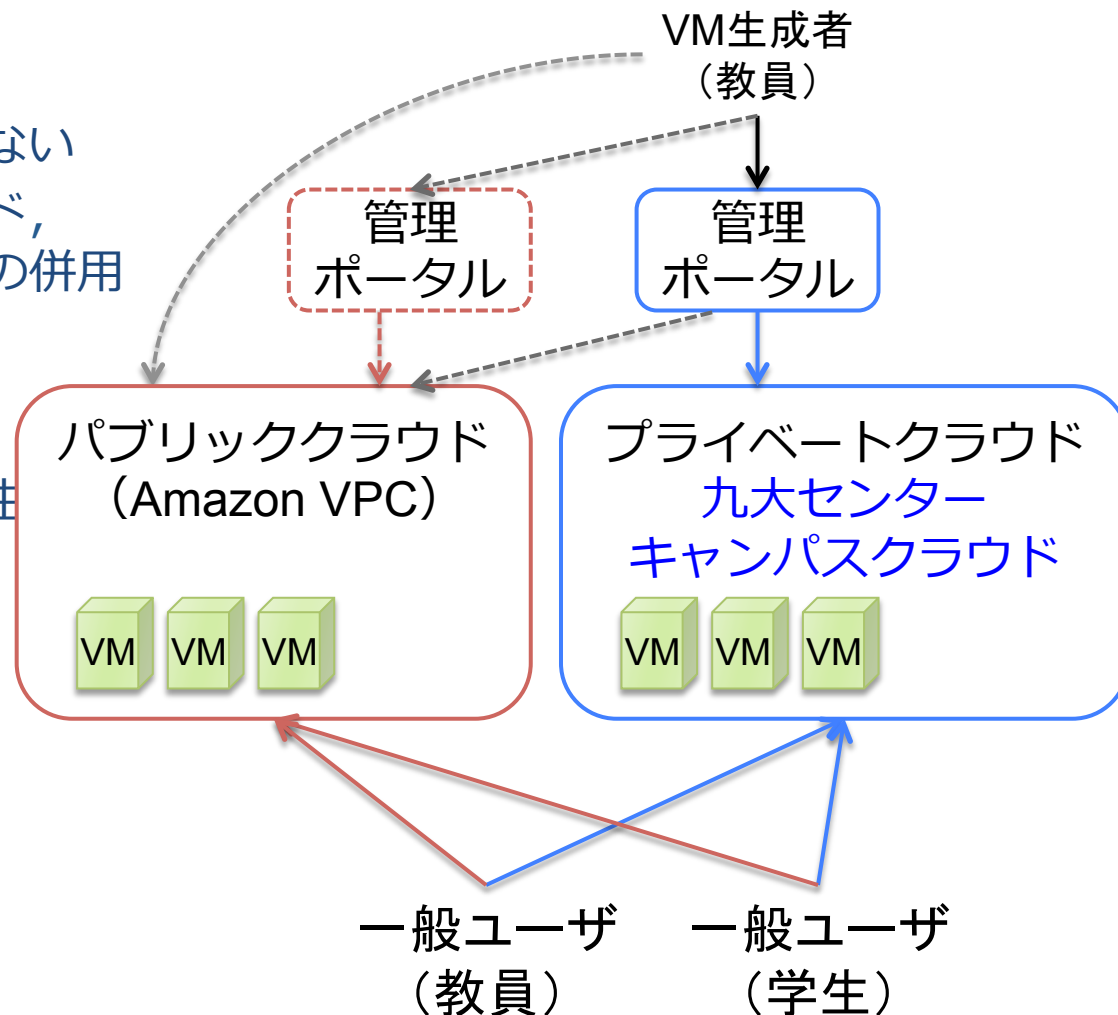 VM生成者
（教員）
ない
ド，
の併用
管理
ポータル
管理
ポータル
パブリッククラウド
（Amazon VPC）
性
プライベートクラウド
九大センター
キャンパスクラウド
VM
VM
VM
VM
VM
VM
一般ユーザ
（教員）
一般ユーザ
（学生）